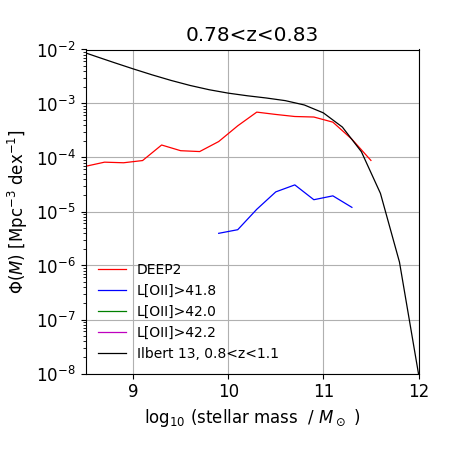 0.78<z<0.83
Φ(M) [Mpc⁻³ dex⁻¹]
10⁻²
10⁻³
10⁻⁴
10⁻⁵
10⁻⁶
10⁻⁷
10⁻⁸
DEEP2
L[OII]>41.8
L[OII]>42.0
L[OII]>42.2
Ilbert 13, 0.8<z<1.1
9 10 11 12
log₁₀ (stellar mass / M⊙ )